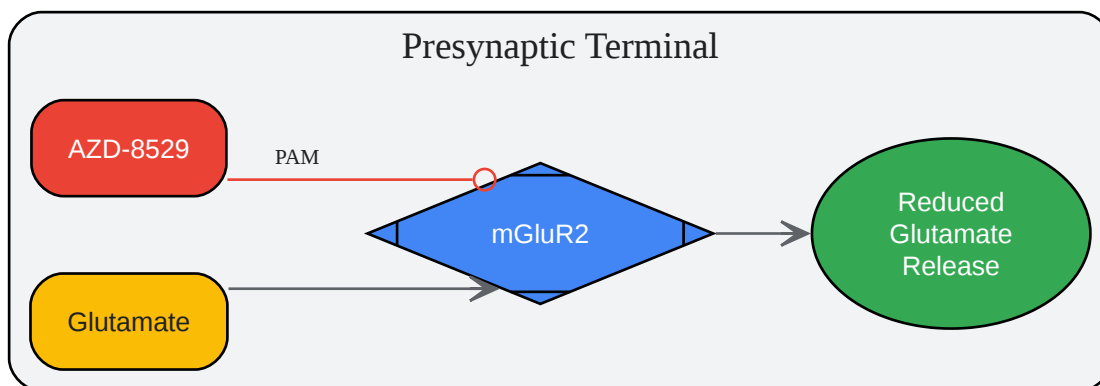 Presynaptic Terminal
AZD-8529
PAM
mGluR2
Reduced
Glutamate
Release
Glutamate